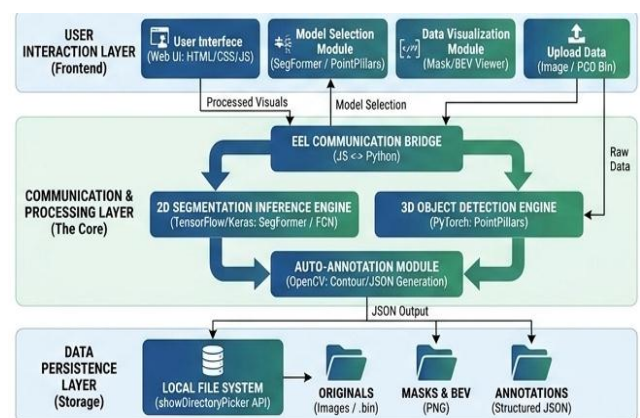 USER
INTERACTION LAYER
(Frontend)
User Interfece
(Web UI: HTML/CSS/JS)
Model Selection
Module
(SegFormer / PointPillars)
Data Visualization
Module
(Mask/BEV Viewer)
Upload Data
(Image / PCO Bin)
Processed Visuals
Model Selection
Raw
Data
COMMUNICATION &
PROCESSING LAYER
(The Core)
EEL COMMUNICATION BRIDGE
(JS <> Python)
2D SEGMENTATION INFERENCE ENGINE
(TensorFlow/Keras: SegFormer / FCN)
3D OBJECT DETECTION ENGINE
(PyTorch: PointPillars)
AUTO-ANNOTATION MODULE
(OpenCV: Contour/JSON Generation)
JSON Output
DATA
PERSISTENCE
LAYER
(Storage)
LOCAL FILE SYSTEM
(showDirectoryPicker API)
ORIGINALS
(Images / .bin)
MASKS & BEV
(PNG)
ANNOTATIONS
(Structured JSON)